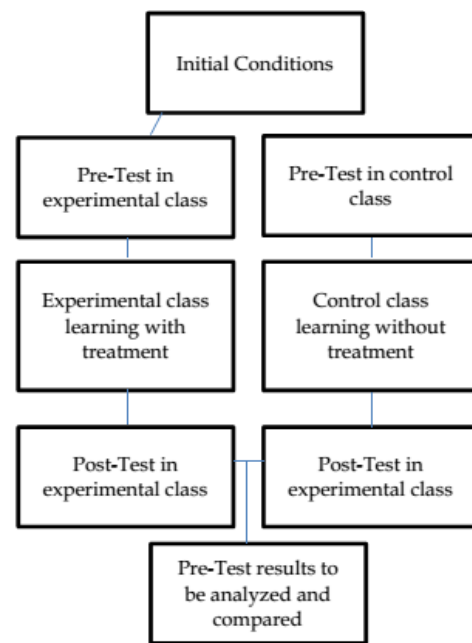 Initial Conditions
Pre-Test in
experimental class
Pre-Test in control
class
Experimental class
learning with
treatment
Control class
learning without
treatment
Post-Test in
experimental class
Post-Test in
experimental class
Pre-Test results to
be analyzed and
compared